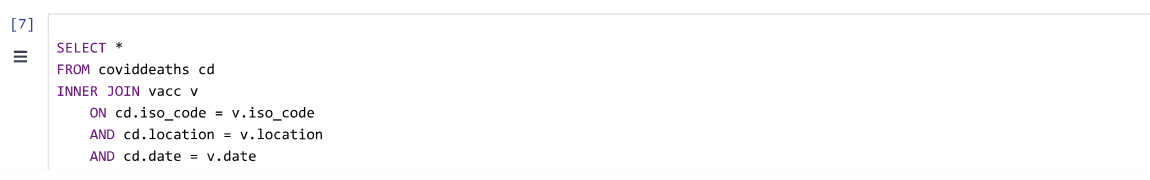 [7]
SELECT *
FROM coviddeaths cd
INNER JOIN vacc v
    ON cd.iso_code = v.iso_code
    AND cd.location = v.location
    AND cd.date = v.date